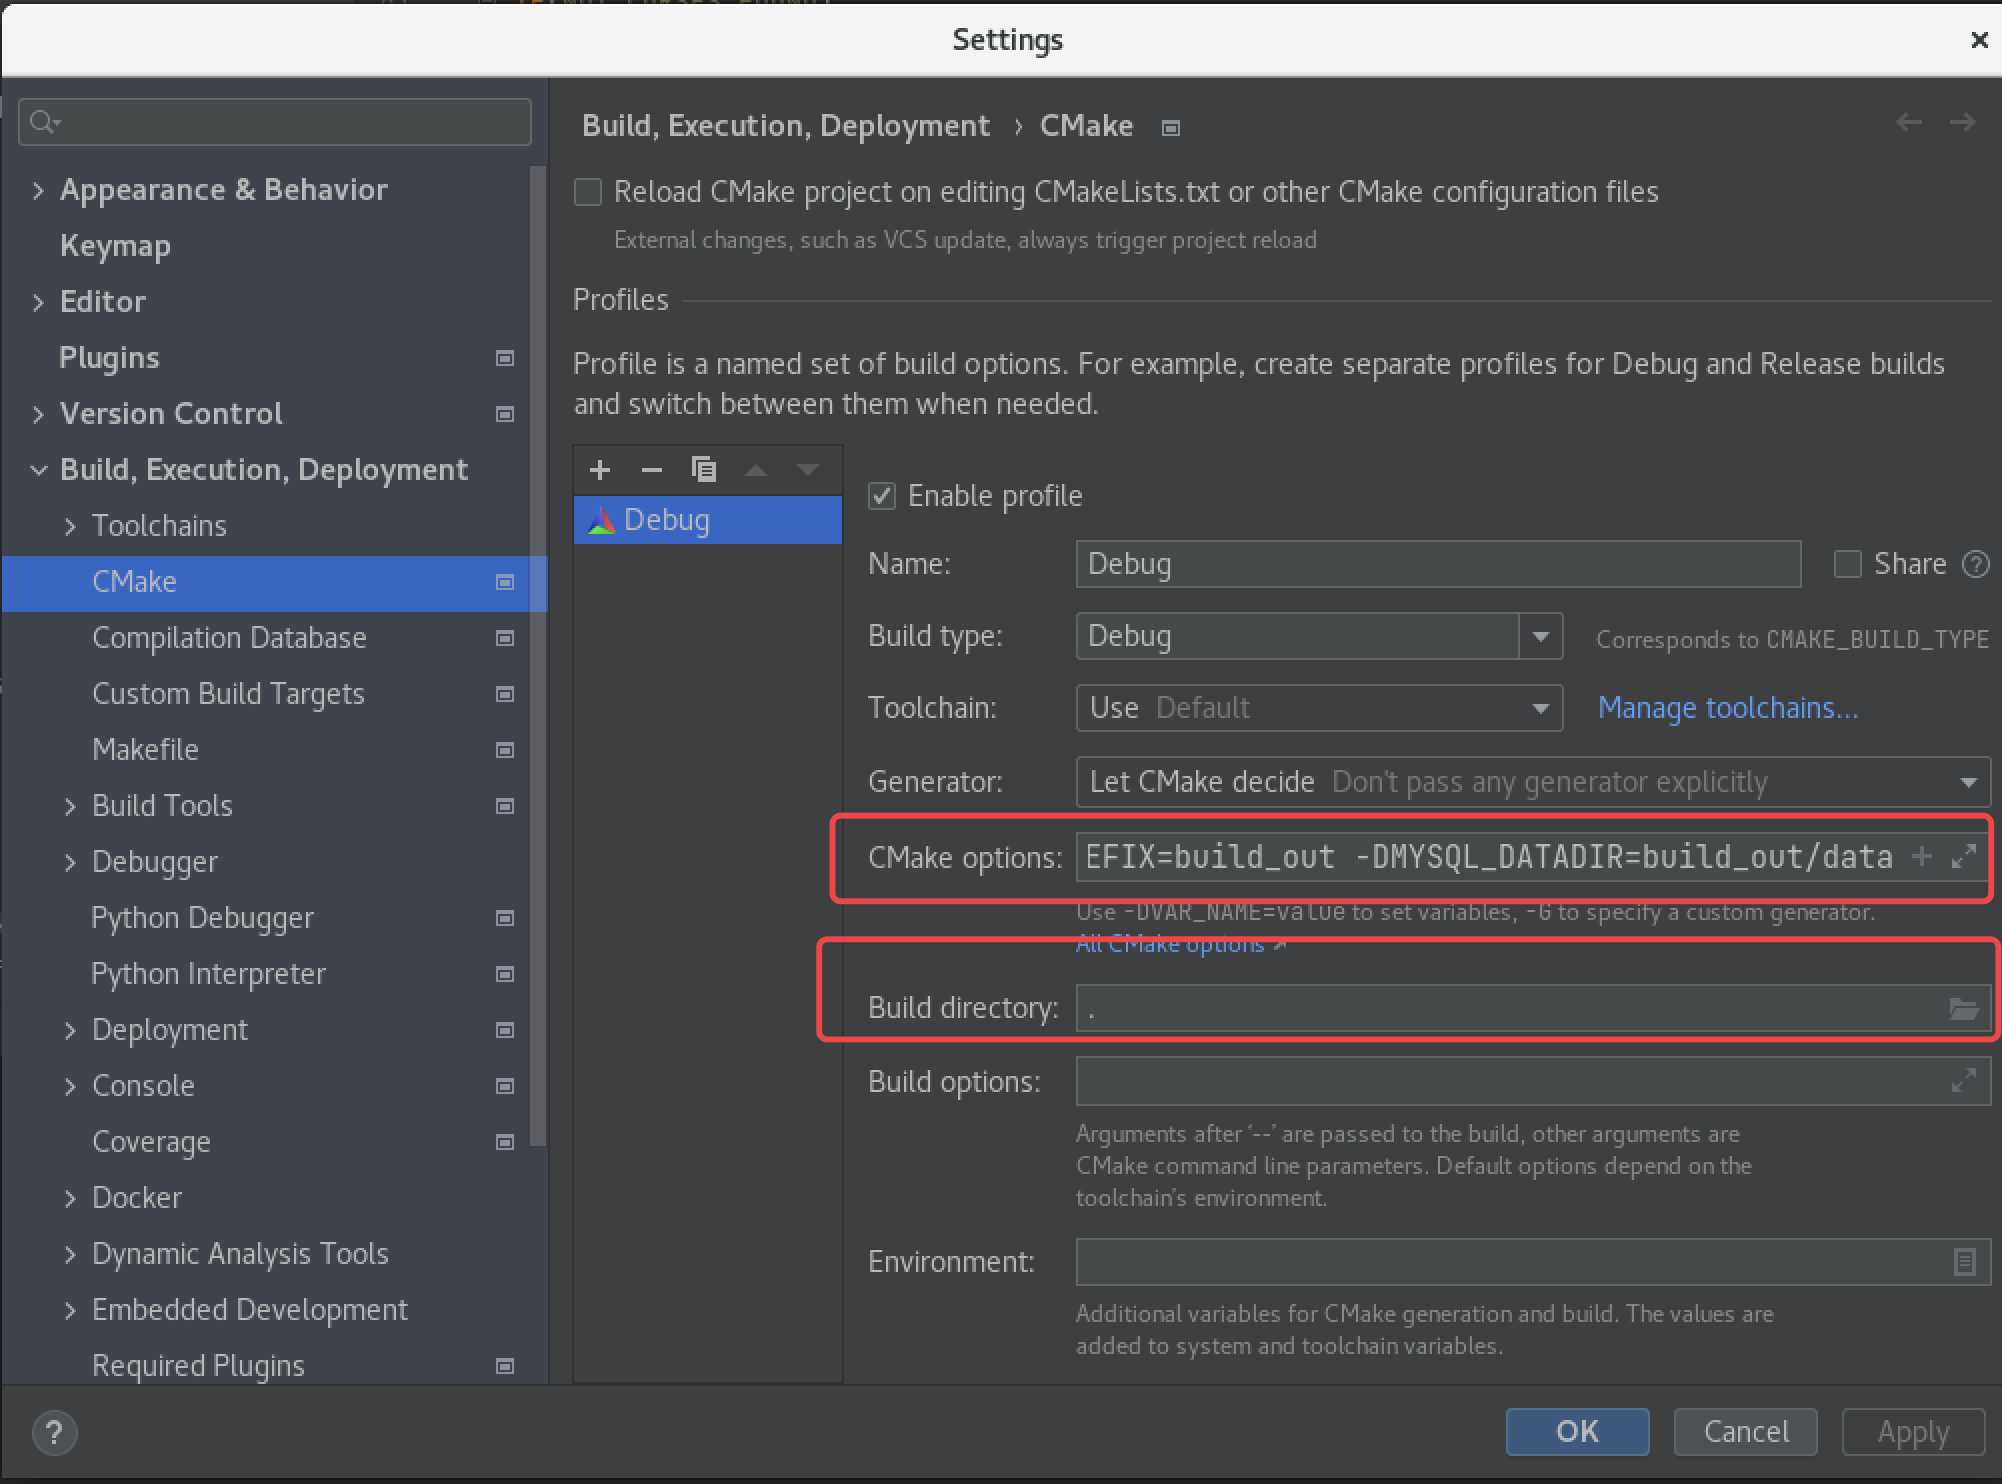 Settings
Appearance & Behavior
Keymap
Editor
Plugins
Version Control
Build, Execution, Deployment
Toolchains
CMake
Compilation Database
Custom Build Targets
Makefile
Build Tools
Debugger
Python Debugger
Python Interpreter
Deployment
Console
Coverage
Docker
Dynamic Analysis Tools
Embedded Development
Required Plugins
Build, Execution, Deployment › CMake
Reload CMake project on editing CMakeLists.txt or other CMake configuration files
External changes, such as VCS update, always trigger project reload
Profiles
Profile is a named set of build options. For example, create separate profiles for Debug and Release builds
and switch between them when needed.
Debug
Enable profile
Name: Debug Share ?
Build type: Debug Corresponds to CMAKE_BUILD_TYPE
Toolchain: Use Default Manage toolchains...
Generator: Let CMake decide Don't pass any generator explicitly
CMake options: EFIX=build_out -DMYSQL_DATADIR=build_out/data
Use -DVAR_NAME=value to set variables, -G to specify a custom generator.
All CMake options ↗
Build directory: .
Build options:
Arguments after ‘--’ are passed to the build, other arguments are
CMake command line parameters. Default options depend on the
toolchain’s environment.
Environment:
Additional variables for CMake generation and build. The values are
added to system and toolchain variables.
? OK Cancel Apply